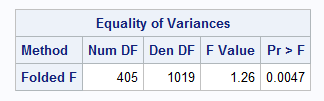 Equality of Variances
Method Num DF Den DF F Value Pr > F
Folded F 405 1019 1.26 0.0047